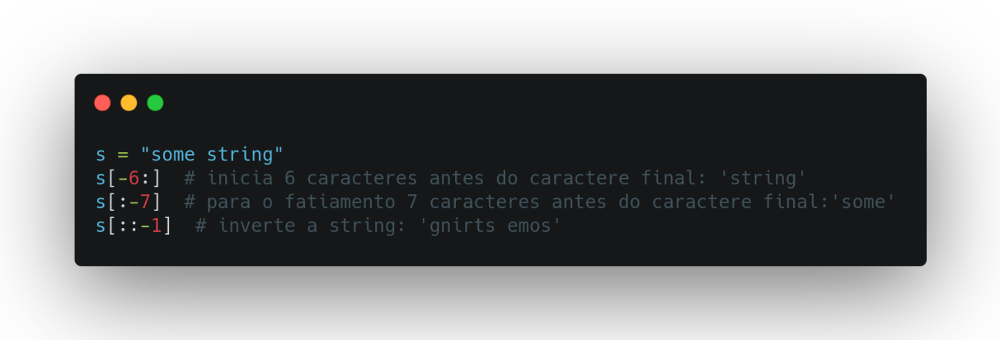 s = "some string"
s[-6:]  # inicia 6 caracteres antes do caractere final: 'string'
s[:-7]  # para o fatiamento 7 caracteres antes do caractere final:'some'
s[::-1]  # inverte a string: 'gnirts emos'